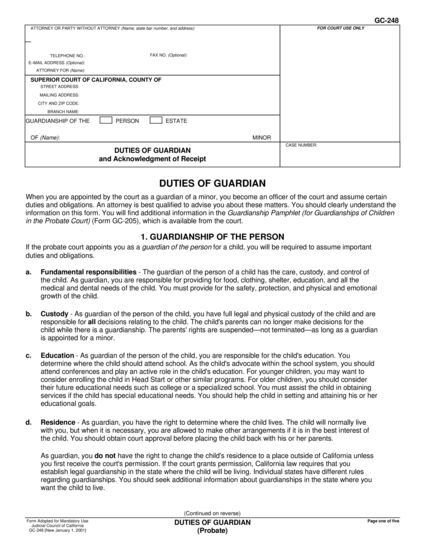 GC-248
ATTORNEY OR PARTY WITHOUT ATTORNEY (Name, state bar number, and address):
FOR COURT USE ONLY
TELEPHONE NO.:
FAX NO. (Optional):
E-MAIL ADDRESS (Optional):
ATTORNEY FOR (Name):
SUPERIOR COURT OF CALIFORNIA, COUNTY OF
STREET ADDRESS:
MAILING ADDRESS:
CITY AND ZIP CODE:
BRANCH NAME:
GUARDIANSHIP OF THE PERSON ESTATE
OF (Name): MINOR
DUTIES OF GUARDIAN
and Acknowledgment of Receipt
CASE NUMBER:
DUTIES OF GUARDIAN
When you are appointed by the court as a guardian of a minor, you become an officer of the court and assume certain
duties and obligations. An attorney is best qualified to advise you about these matters. You should clearly understand the
information on this form. You will find additional information in the Guardianship Pamphlet (for Guardianships of Children
in the Probate Court) (Form GC-205), which is available from the court.
1. GUARDIANSHIP OF THE PERSON
If the probate court appoints you as a guardian of the person for a child, you will be required to assume important
duties and obligations.
a. Fundamental responsibilities - The guardian of the person of a child has the care, custody, and control of
the child. As guardian, you are responsible for providing for food, clothing, shelter, education, and all the
medical and dental needs of the child. You must provide for the safety, protection, and physical and emotional
growth of the child.
b. Custody - As guardian of the person of the child, you have full legal and physical custody of the child and are
responsible for all decisions relating to the child. The child's parents can no longer make decisions for the
child while there is a guardianship. The parents' rights are suspended—not terminated—as long as a guardian
is appointed for a minor.
c. Education - As guardian of the person of the child, you are responsible for the child's education. You
determine where the child should attend school. As the child's advocate within the school system, you should
attend conferences and play an active role in the child's education. For younger children, you may want to
consider enrolling the child in Head Start or other similar programs. For older children, you should consider
their future educational needs such as college or a specialized school. You must assist the child in obtaining
services if the child has special educational needs. You should help the child in setting and attaining his or her
educational goals.
d. Residence - As guardian, you have the right to determine where the child lives. The child will normally live
with you, but when it is necessary, you are allowed to make other arrangements if it is in the best interest of
the child. You should obtain court approval before placing the child back with his or her parents.
As guardian, you do not have the right to change the child's residence to a place outside of California unless
you first receive the court's permission. If the court grants permission, California law requires that you
establish legal guardianship in the state where the child will be living. Individual states have different rules
regarding guardianships. You should seek additional information about guardianships in the state where you
want the child to live.
(Continued on reverse)
Form Adopted for Mandatory Use
Judicial Council of California
GC-248 [New January 1, 2001]
DUTIES OF GUARDIAN
(Probate)
Page one of five